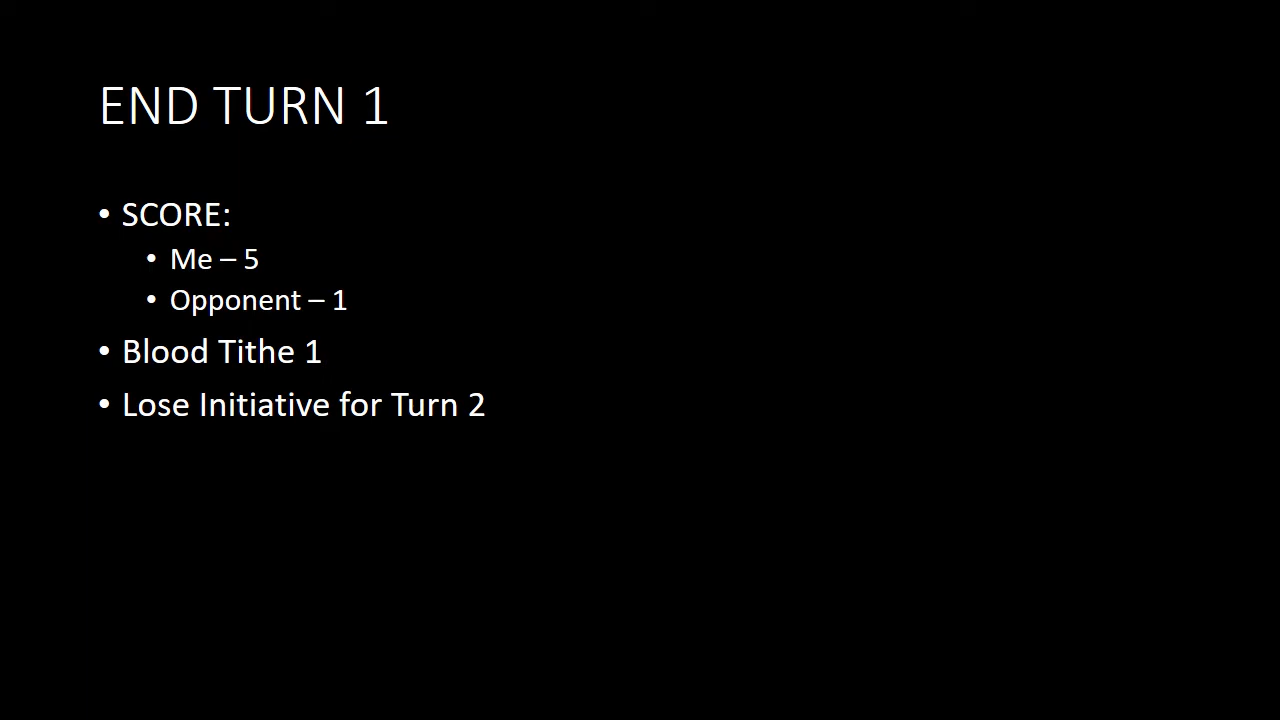 END TURN 1
• SCORE:
• Me – 5
• Opponent – 1
• Blood Tithe 1
• Lose Initiative for Turn 2